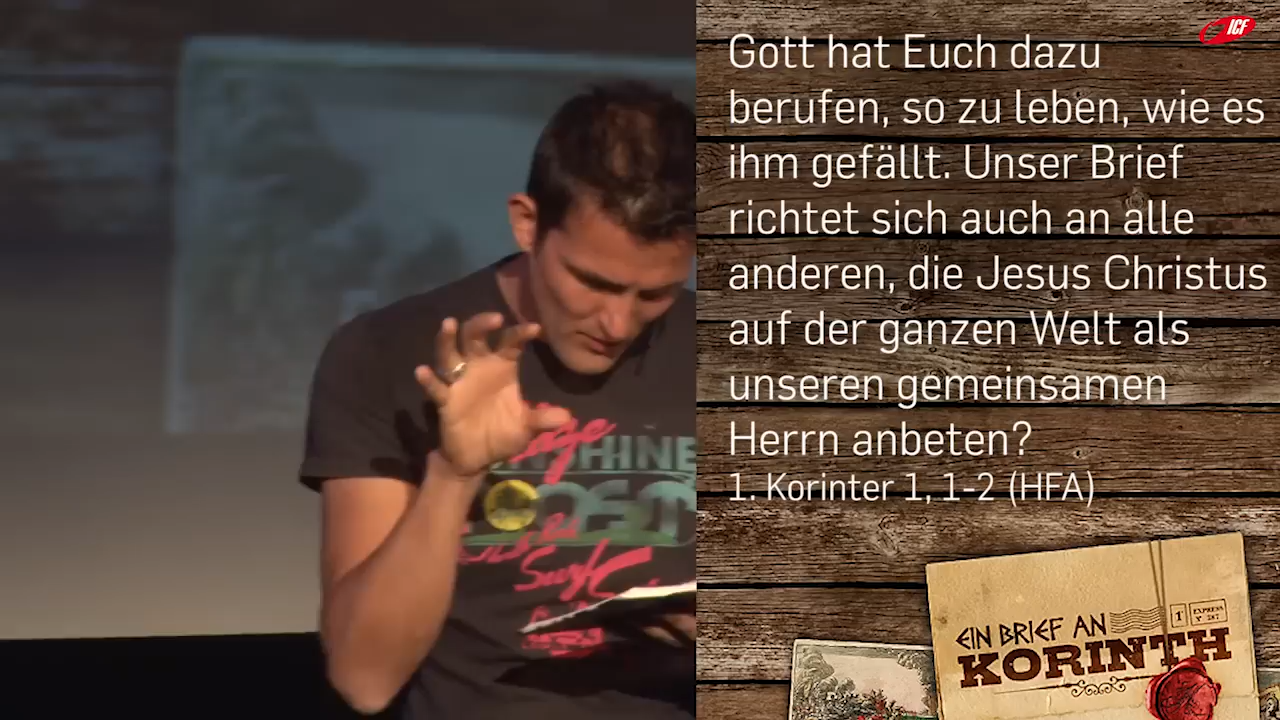 ICF
Gott hat Euch dazu
berufen, so zu leben, wie es
ihm gefällt. Unser Brief
richtet sich auch an alle
anderen, die Jesus Christus
auf der ganzen Welt als
unseren gemeinsamen
Herrn anbeten?
1. Korinter 1, 1-2 (HFA)
EXPRESS
EIN BRIEF AN
KORINTH
Surf